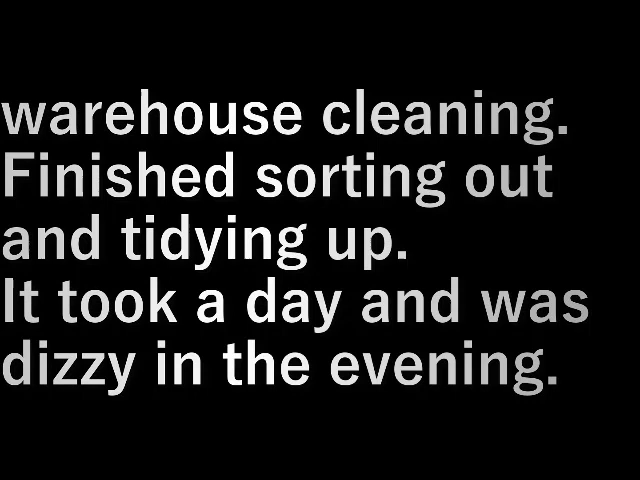 warehouse cleaning.
Finished sorting out
and tidying up.
It took a day and was
dizzy in the evening.